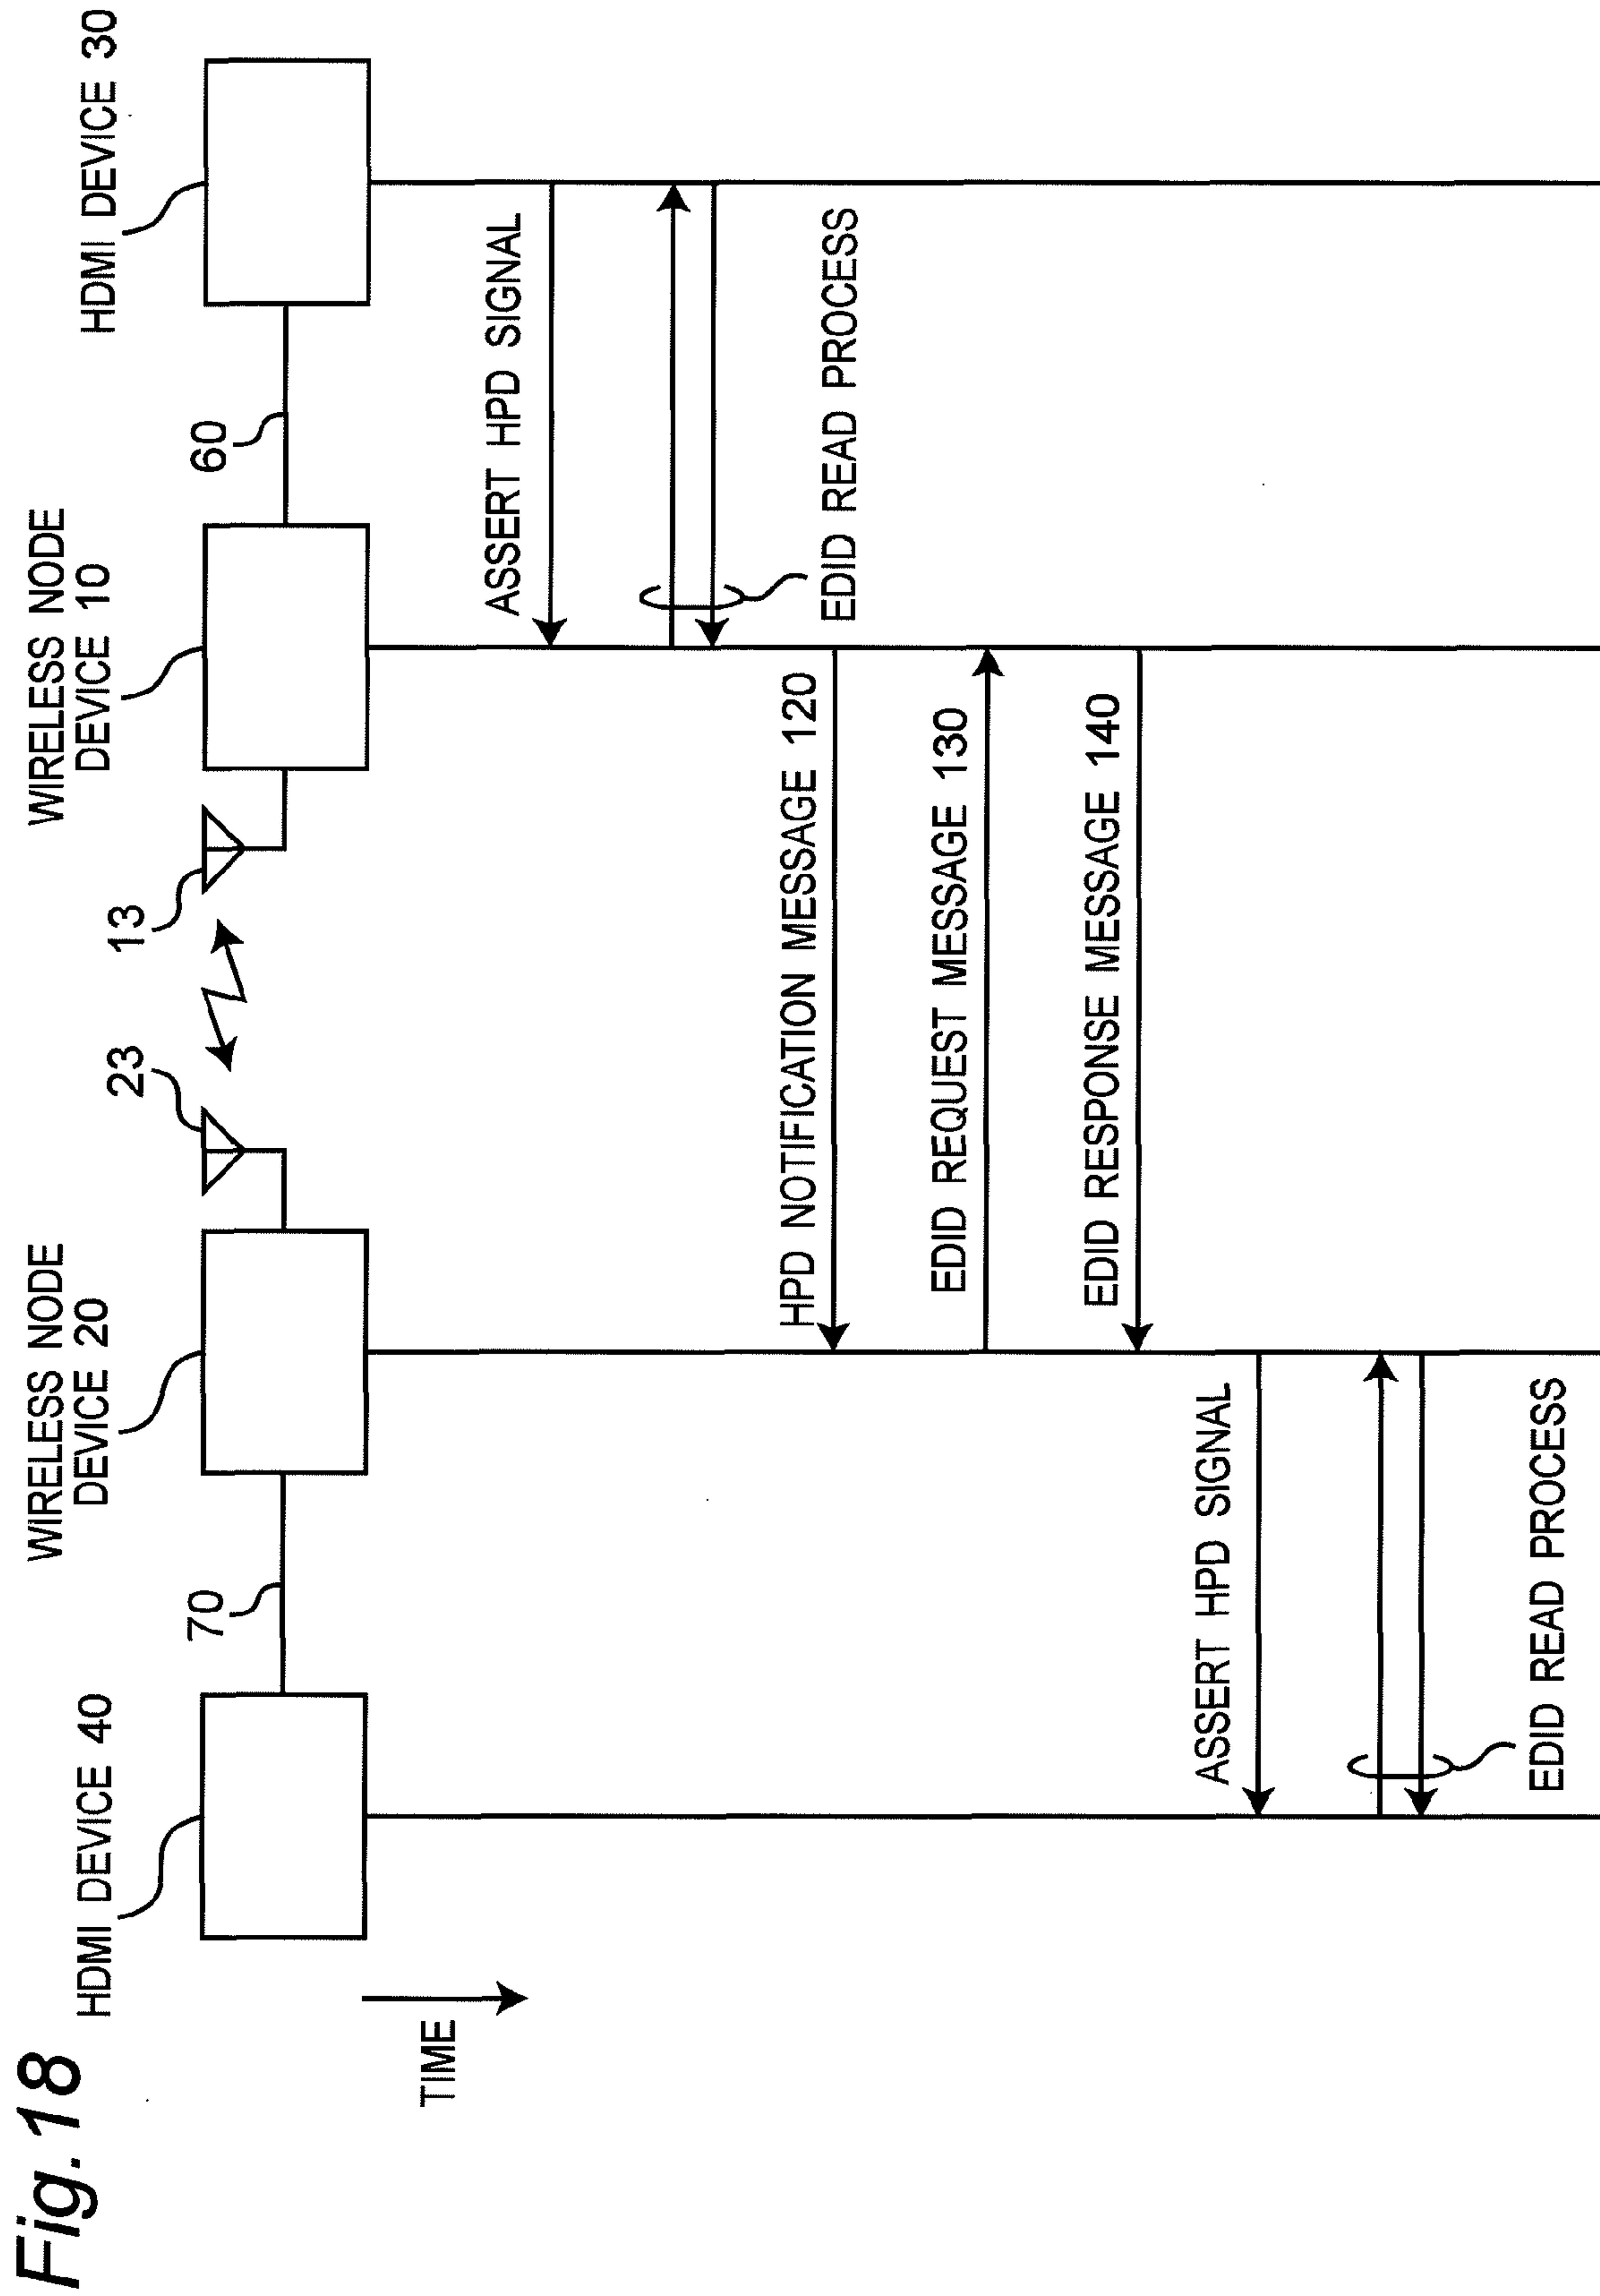 Fig.18
HDMI DEVICE 40
WIRELESS NODE
DEVICE 20
WIRELESS NODE
DEVICE 10
HDMI DEVICE 30
70
23
13
60
TIME
ASSERT HPD SIGNAL
EDID READ PROCESS
HPD NOTIFICATION MESSAGE 120
EDID REQUEST MESSAGE 130
EDID RESPONSE MESSAGE 140
ASSERT HPD SIGNAL
EDID READ PROCESS